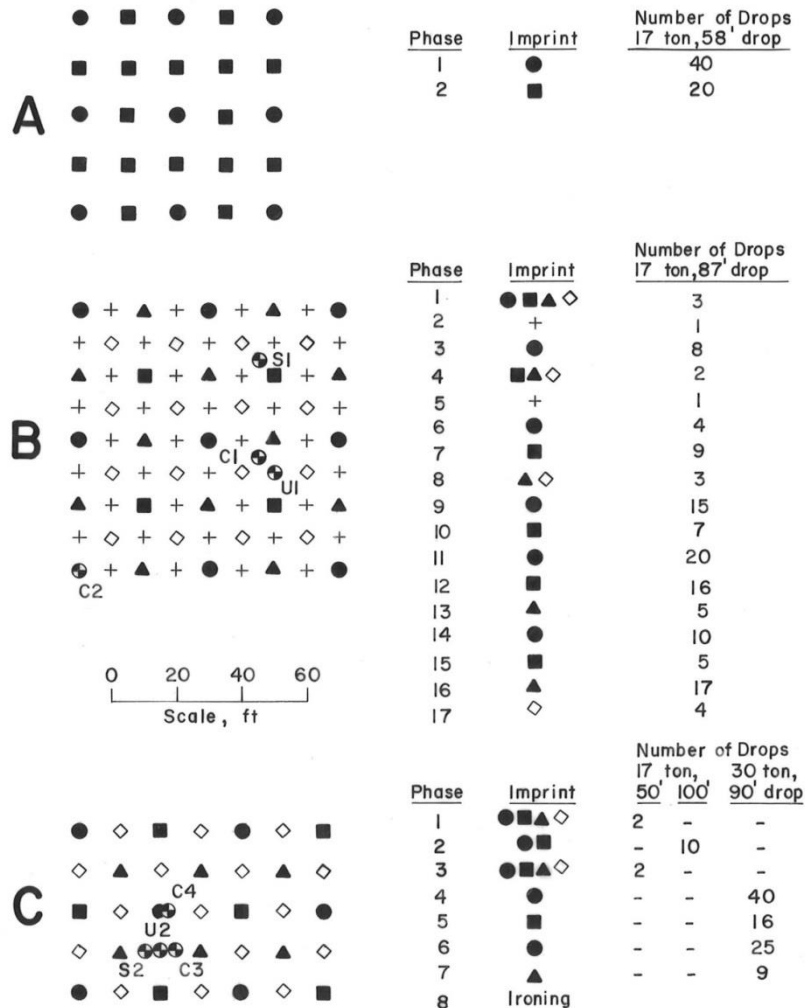 A
Phase Imprint Number of Drops
17 ton, 58' drop
1 ● 40
2 ■ 20
B
S1
C1
U1
C2
Phase Imprint Number of Drops
17 ton, 87' drop
1 ● ■ ▲ ◇ 3
2 + 1
3 ● 8
4 ■ ▲ ◇ 2
5 + 1
6 ● 4
7 ■ 9
8 ▲ ◇ 3
9 ● 15
10 ■ 7
11 ● 20
12 ■ 16
13 ▲ 5
14 ● 10
15 ■ 5
16 ▲ 17
17 ◇ 4
0 20 40 60
Scale, ft
C
C4
U2
S2 C3
Number of Drops
17 ton, 30 ton,
Phase Imprint 50' 100' 90' drop
1 ● ■ ▲ ◇ 2 - -
2 ● ■ - 10 -
3 ● ■ ▲ ◇ 2 - -
4 ● - - 40
5 ■ - - 16
6 ● - - 25
7 ▲ - - 9
8 Ironing